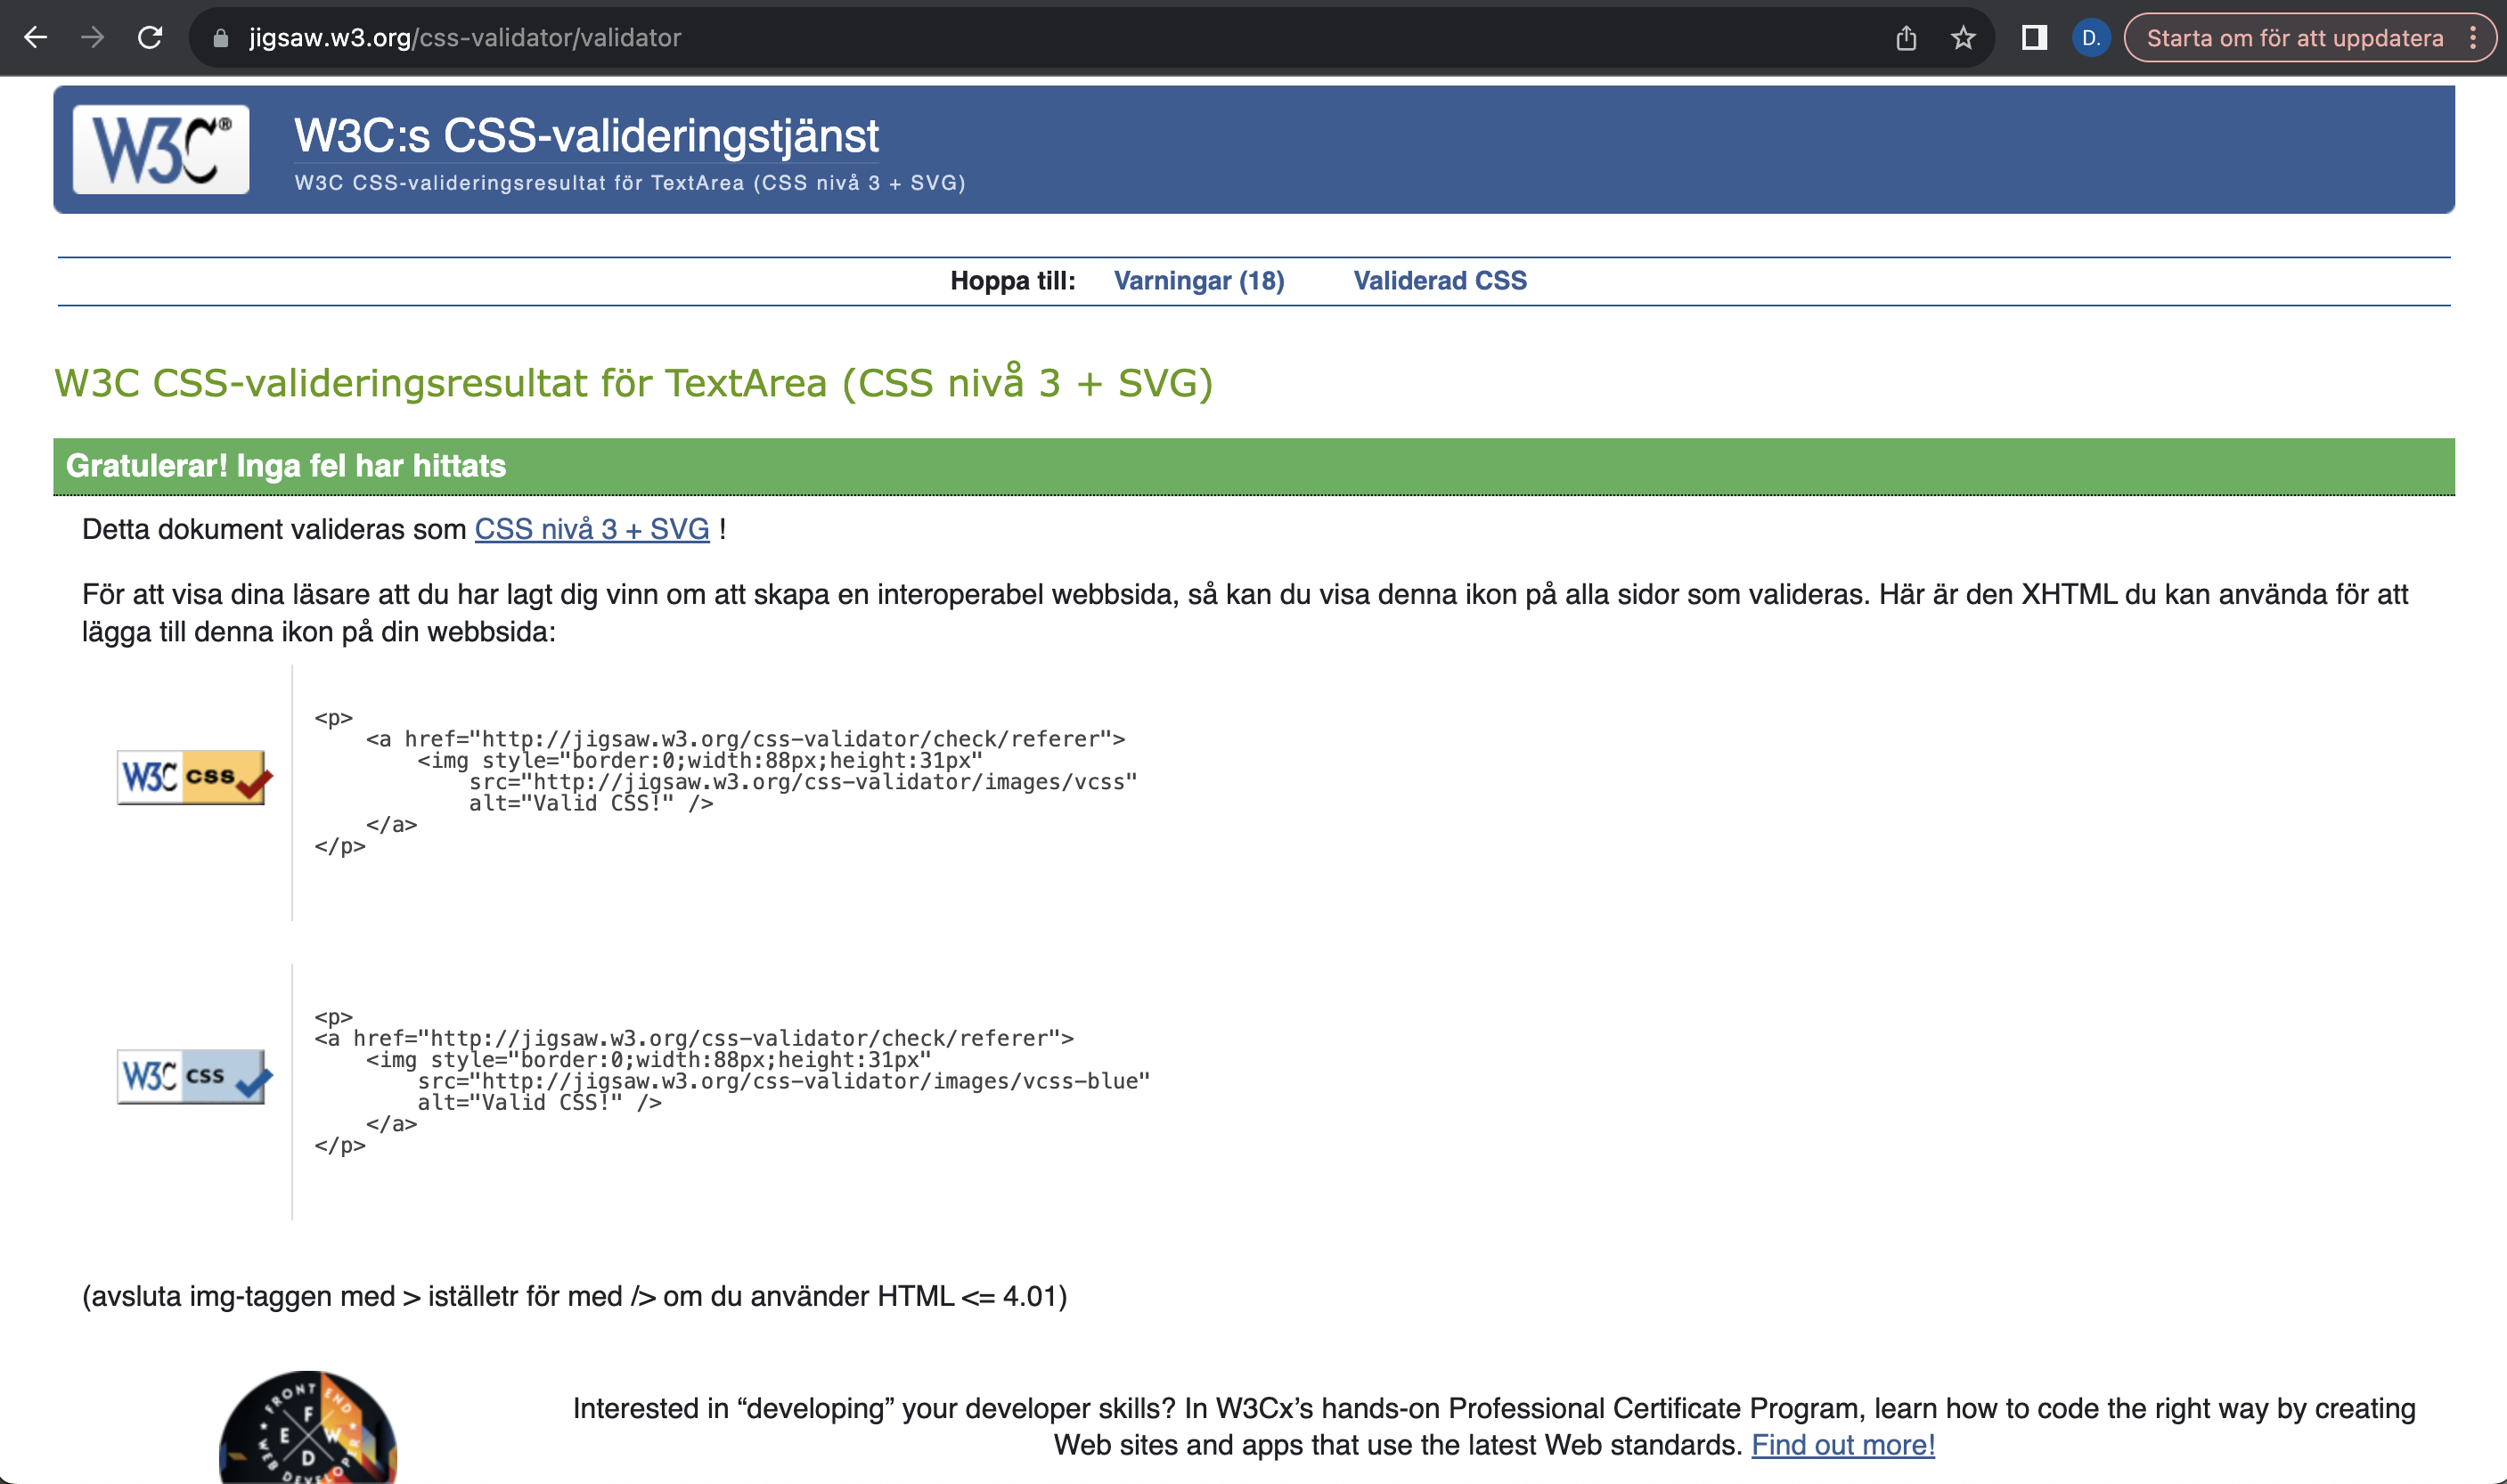 jigsaw.w3.org/css-validator/validator
D.
Starta om för att uppdatera
W3C®
W3C:s CSS-valideringstjänst
W3C CSS-valideringsresultat för TextArea (CSS nivå 3 + SVG)
Hoppa till: Varningar (18) Validerad CSS
W3C CSS-valideringsresultat för TextArea (CSS nivå 3 + SVG)
Gratulerar! Inga fel har hittats
Detta dokument valideras som CSS nivå 3 + SVG !
För att visa dina läsare att du har lagt dig vinn om att skapa en interoperabel webbsida, så kan du visa denna ikon på alla sidor som valideras. Här är den XHTML du kan använda för att
lägga till denna ikon på din webbsida:
W3C css
<p>
<a href="http://jigsaw.w3.org/css-validator/check/referer">
<img style="border:0;width:88px;height:31px"
src="http://jigsaw.w3.org/css-validator/images/vcss"
alt="Valid CSS!" />
</a>
</p>
W3C css
<p>
<a href="http://jigsaw.w3.org/css-validator/check/referer">
<img style="border:0;width:88px;height:31px"
src="http://jigsaw.w3.org/css-validator/images/vcss-blue"
alt="Valid CSS!" />
</a>
</p>
(avsluta img-taggen med > iställetr för med /> om du använder HTML <= 4.01)
FRONT END
WEB DEVELOPER
F E W D
Interested in “developing” your developer skills? In W3Cx’s hands-on Professional Certificate Program, learn how to code the right way by creating
Web sites and apps that use the latest Web standards. Find out more!